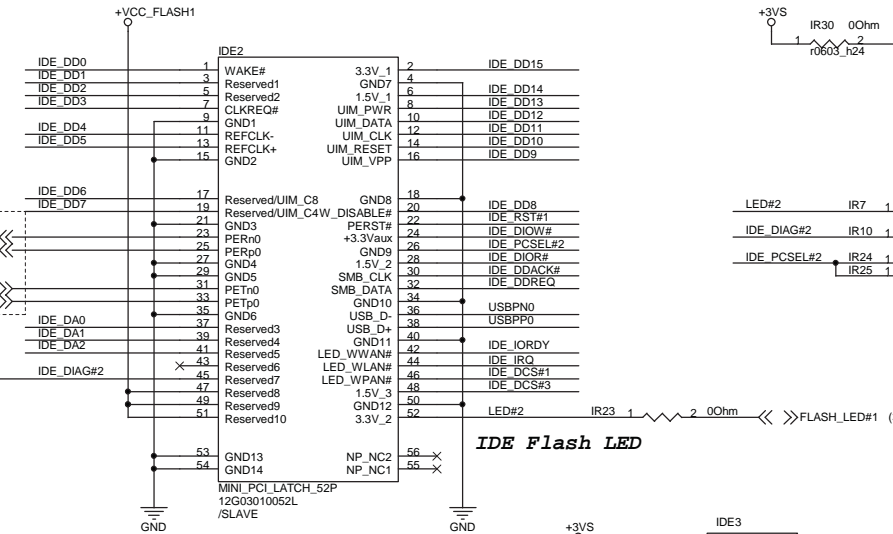 +VCC_FLASH1
+3VS
IR30 0Ohm
1 2
r0603_h24
IDE2
IDE_DD0 1 WAKE# 3.3V_1 2 IDE_DD15
IDE_DD1 3 Reserved1 GND7 4
IDE_DD2 5 Reserved2 1.5V_1 6 IDE_DD14
IDE_DD3 7 CLKREQ# UIM_PWR 8 IDE_DD13
9 GND1 UIM_DATA 10 IDE_DD12
IDE_DD4 11 REFCLK- UIM_CLK 12 IDE_DD11
IDE_DD5 13 REFCLK+ UIM_RESET 14 IDE_DD10
15 GND2 UIM_VPP 16 IDE_DD9
IDE_DD6 17 Reserved/UIM_C8 GND8 18
IDE_DD7 19 Reserved/UIM_C4 W_DISABLE# 20 IDE_DD8
21 GND3 PERST# 22 IDE_RST#1
23 PERn0 +3.3Vaux 24 IDE_DIOW#
25 PERp0 GND9 26 IDE_PCSEL#2
27 GND4 1.5V_2 28 IDE_DIOR#
29 GND5 SMB_CLK 30 IDE_DDACK#
31 PETn0 SMB_DATA 32 IDE_DDREQ
33 PETp0 GND10 34
35 GND6 USB_D- 36 USBPN0
IDE_DA0 37 Reserved3 USB_D+ 38 USBPP0
IDE_DA1 39 Reserved4 GND11 40
IDE_DA2 41 Reserved5 LED_WWAN# 42 IDE_IORDY
43 Reserved6 LED_WLAN# 44 IDE_IRQ
IDE_DIAG#2 45 Reserved7 LED_WPAN# 46 IDE_DCS#1
47 Reserved8 1.5V_3 48 IDE_DCS#3
49 Reserved9 GND12 50
51 Reserved10 3.3V_2 52 LED#2 IR23 1 2 0Ohm FLASH_LED#1 (
53 GND13 NP_NC2 56
54 GND14 NP_NC1 55
IDE Flash LED
MINI_PCI_LATCH_52P
12G03010052L
/SLAVE
GND
GND
LED#2 IR7 1
IDE_DIAG#2 IR10 1
IDE_PCSEL#2 IR24 1
IR25 1
+3VS
IDE3